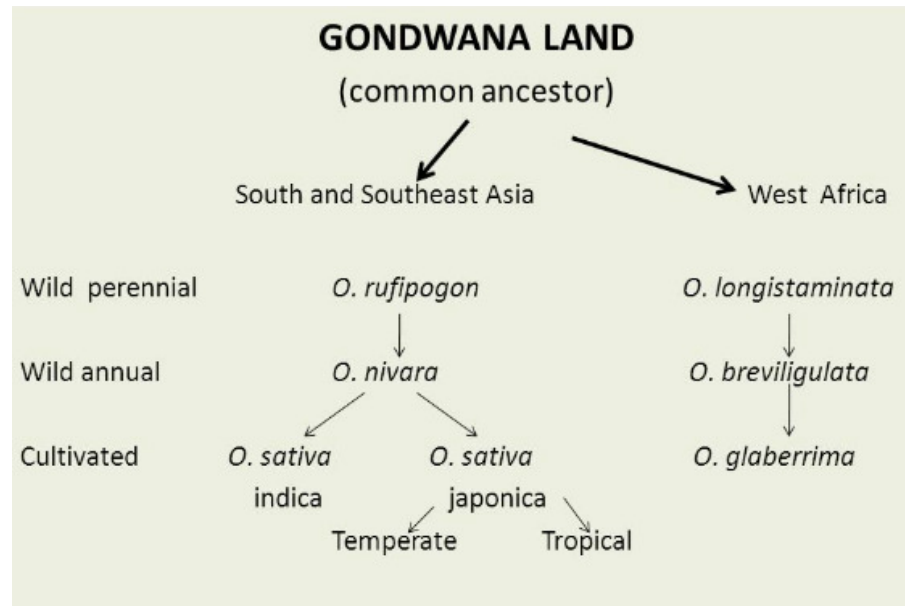 GONDWANA LAND
(common ancestor)
South and Southeast Asia West Africa
Wild perennial O. rufipogon O. longistaminata
Wild annual O. nivara O. breviligulata
Cultivated O. sativa O. sativa O. glaberrima
indica japonica
Temperate Tropical